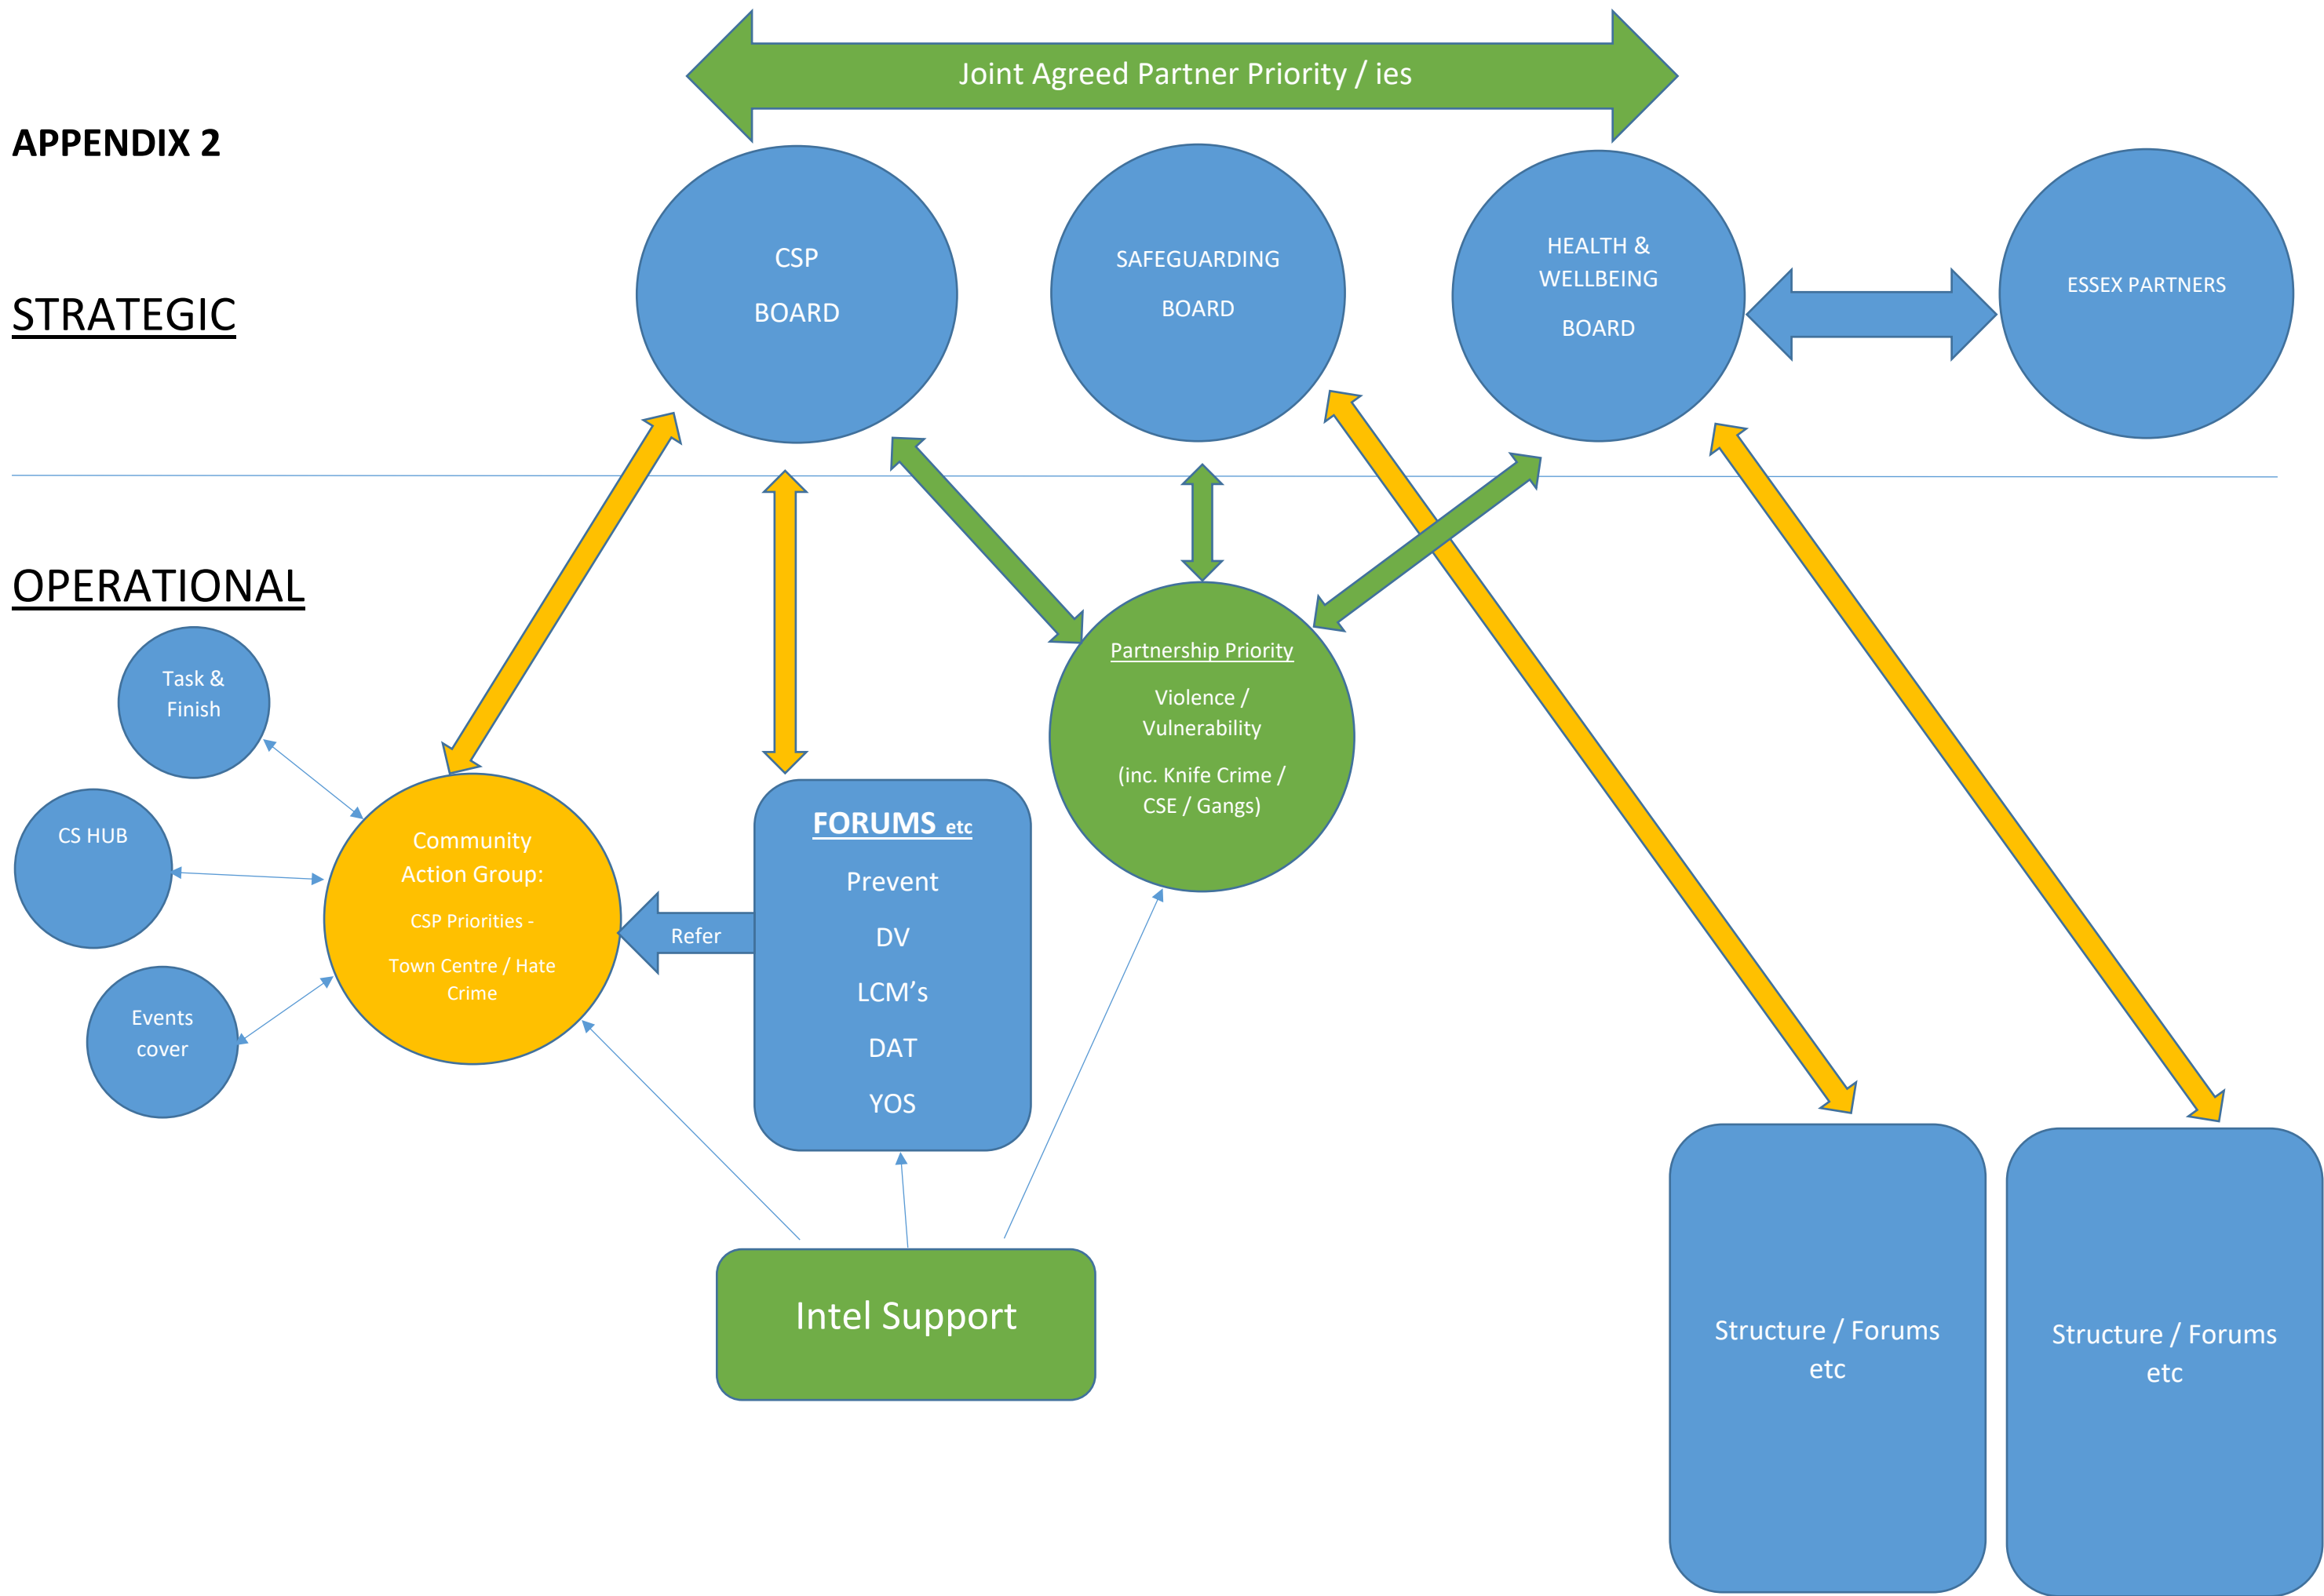 Joint Agreed Partner Priority / ies
APPENDIX 2
STRATEGIC
CSP
BOARD
SAFEGUARDING
BOARD
HEALTH &
WELLBEING
BOARD
ESSEX PARTNERS
OPERATIONAL
Task &
Finish
CS HUB
Events
cover
Community
Action Group:
CSP Priorities -
Town Centre / Hate
Crime
Refer
FORUMS etc
Prevent
DV
LCM’s
DAT
YOS
Partnership Priority
Violence /
Vulnerability
(inc. Knife Crime /
CSE / Gangs)
Intel Support
Structure / Forums
etc
Structure / Forums
etc